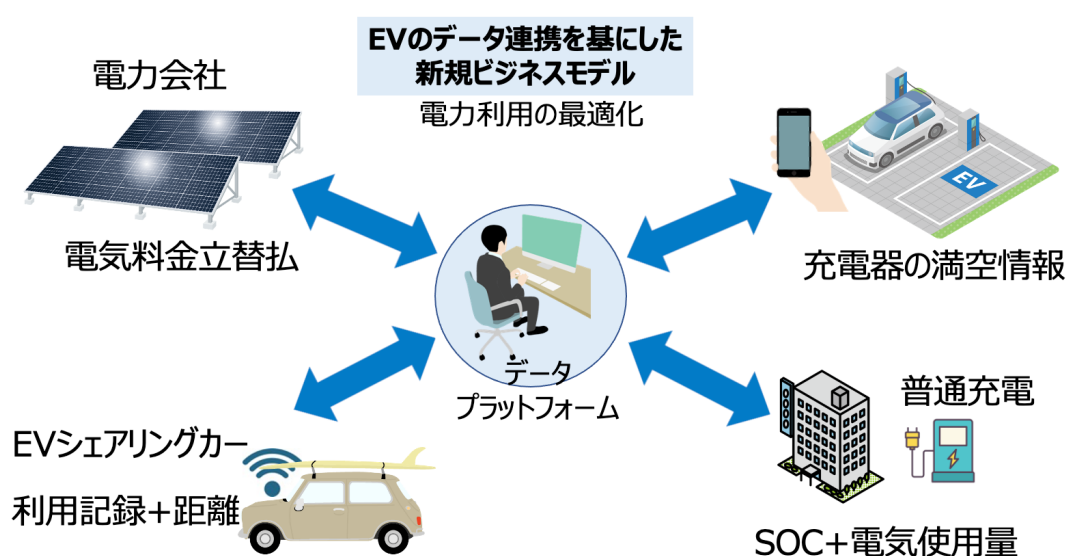 EVのデータ連携を基にした
新規ビジネスモデル
電力利用の最適化
電力会社
電気料金立替払
EV
充電器の満空情報
データ
プラットフォーム
EVシェアリングカー
利用記録+距離
普通充電
SOC+電気使用量